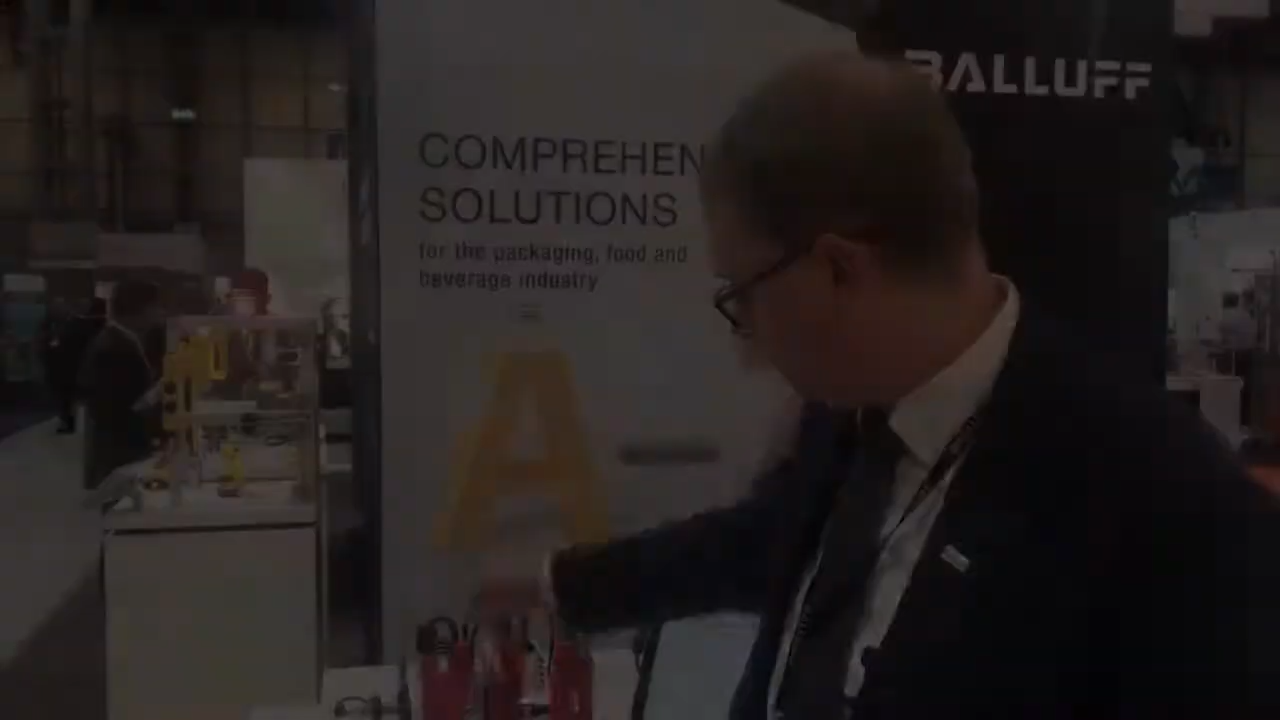 BALLUFF
COMPREHEN
SOLUTIONS
for the packaging, food and
beverage industry